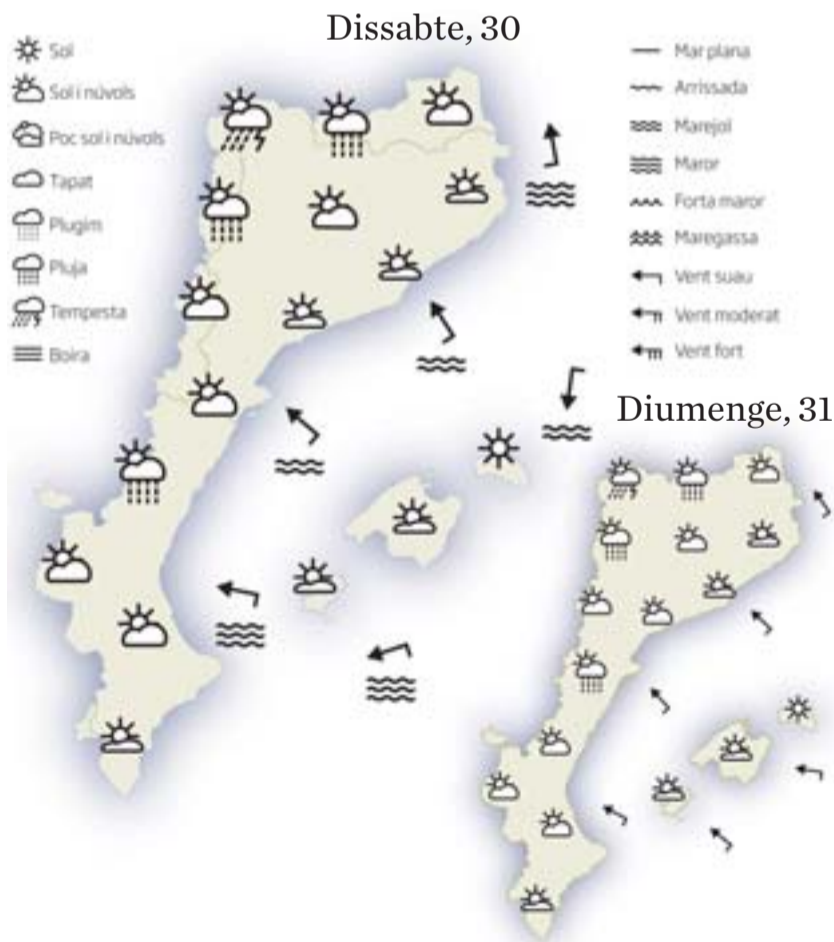 Dissabte, 30
Sol
Sol i núvols
Poc sol i núvols
Tapat
Plugim
Pluja
Tempesta
Boira
Mar plana
Arrissada
Marejol
Maror
Forta maror
Maregassa
Vent suau
Vent moderat
Vent fort
Diumenge, 31